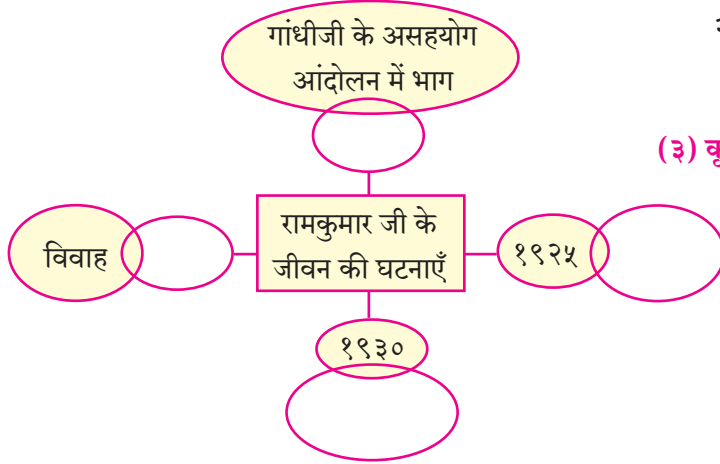 गांधीजी के असहयोग
आंदोलन में भाग
(३)
रामकुमार जी के
जीवन की घटनाएँ
विवाह
१९२५
१९३०